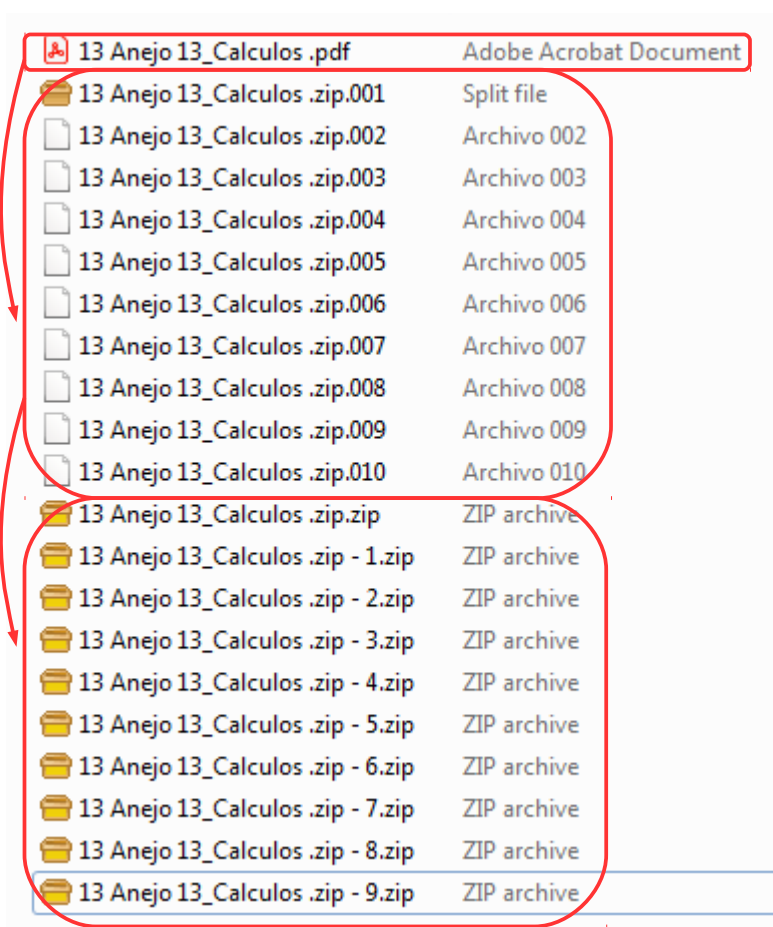 13 Anejo 13_Calculos .pdf Adobe Acrobat Document
13 Anejo 13_Calculos .zip.001 Split file
13 Anejo 13_Calculos .zip.002 Archivo 002
13 Anejo 13_Calculos .zip.003 Archivo 003
13 Anejo 13_Calculos .zip.004 Archivo 004
13 Anejo 13_Calculos .zip.005 Archivo 005
13 Anejo 13_Calculos .zip.006 Archivo 006
13 Anejo 13_Calculos .zip.007 Archivo 007
13 Anejo 13_Calculos .zip.008 Archivo 008
13 Anejo 13_Calculos .zip.009 Archivo 009
13 Anejo 13_Calculos .zip.010 Archivo 010
13 Anejo 13_Calculos .zip.zip ZIP archive
13 Anejo 13_Calculos .zip - 1.zip ZIP archive
13 Anejo 13_Calculos .zip - 2.zip ZIP archive
13 Anejo 13_Calculos .zip - 3.zip ZIP archive
13 Anejo 13_Calculos .zip - 4.zip ZIP archive
13 Anejo 13_Calculos .zip - 5.zip ZIP archive
13 Anejo 13_Calculos .zip - 6.zip ZIP archive
13 Anejo 13_Calculos .zip - 7.zip ZIP archive
13 Anejo 13_Calculos .zip - 8.zip ZIP archive
13 Anejo 13_Calculos .zip - 9.zip ZIP archive